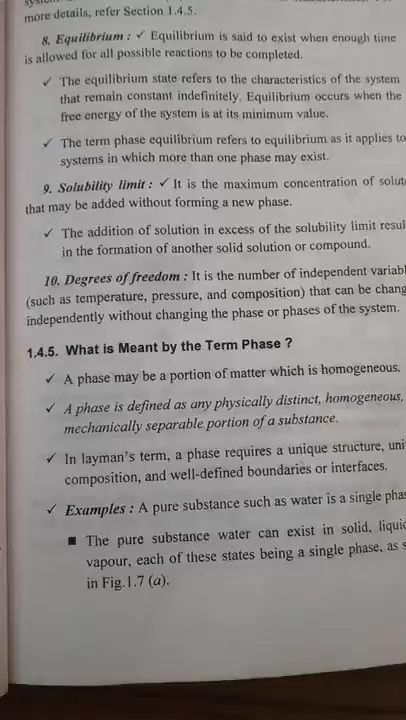 more details, refer Section 1.4.5.
8. Equilibrium : ✓ Equilibrium is said to exist when enough time
is allowed for all possible reactions to be completed.
✓ The equilibrium state refers to the characteristics of the system
that remain constant indefinitely. Equilibrium occurs when the
free energy of the system is at its minimum value.
✓ The term phase equilibrium refers to equilibrium as it applies to
systems in which more than one phase may exist.
9. Solubility limit : ✓ It is the maximum concentration of solut
that may be added without forming a new phase.
✓ The addition of solution in excess of the solubility limit resul
in the formation of another solid solution or compound.
10. Degrees of freedom : It is the number of independent variabl
(such as temperature, pressure, and composition) that can be chang
independently without changing the phase or phases of the system.
1.4.5. What is Meant by the Term Phase ?
✓ A phase may be a portion of matter which is homogeneous.
✓ A phase is defined as any physically distinct, homogeneous,
mechanically separable portion of a substance.
✓ In layman's term, a phase requires a unique structure, uni
composition, and well-defined boundaries or interfaces.
✓ Examples : A pure substance such as water is a single phas
■ The pure substance water can exist in solid, liquid
vapour, each of these states being a single phase, as s
in Fig.1.7 (a).